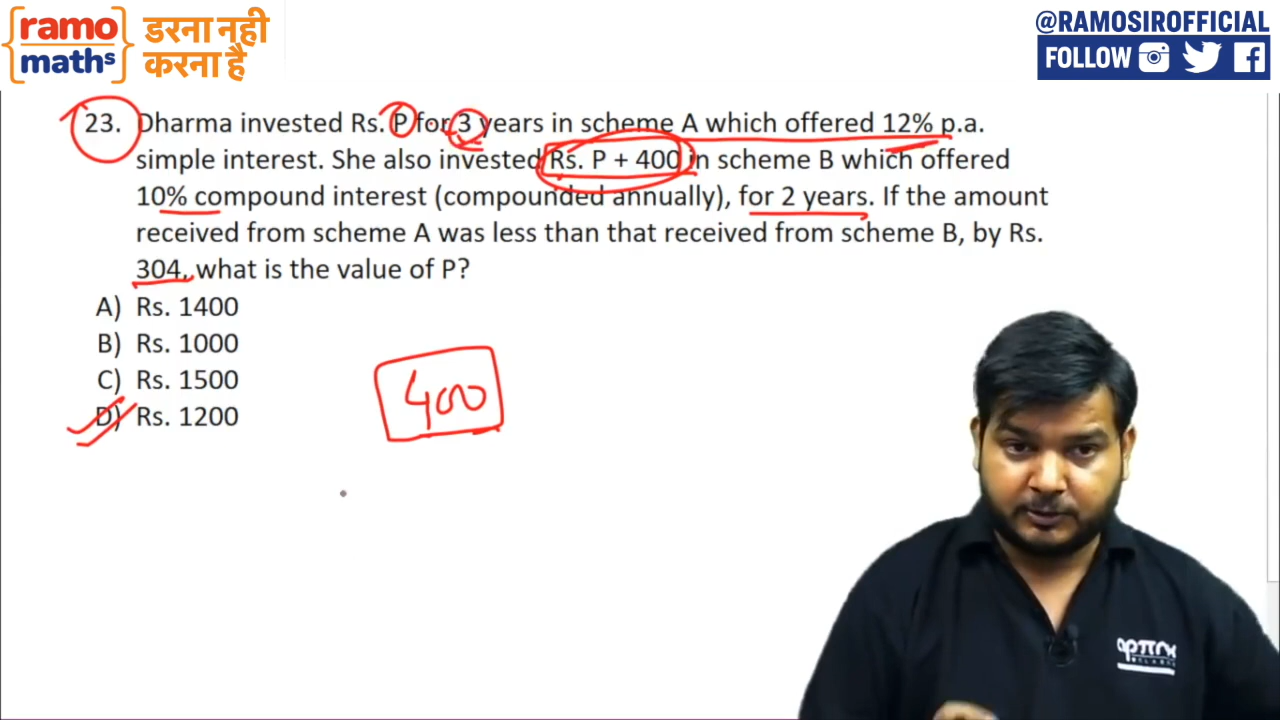 ramo
maths
डरना नही
करना है
@RAMOSIROFFICIAL
FOLLOW
23. Dharma invested Rs. P for 3 years in scheme A which offered 12% p.a.
simple interest. She also invested Rs. P + 400 in scheme B which offered
10% compound interest (compounded annually), for 2 years. If the amount
received from scheme A was less than that received from scheme B, by Rs.
304, what is the value of P?
A) Rs. 1400
B) Rs. 1000
C) Rs. 1500
D) Rs. 1200
400